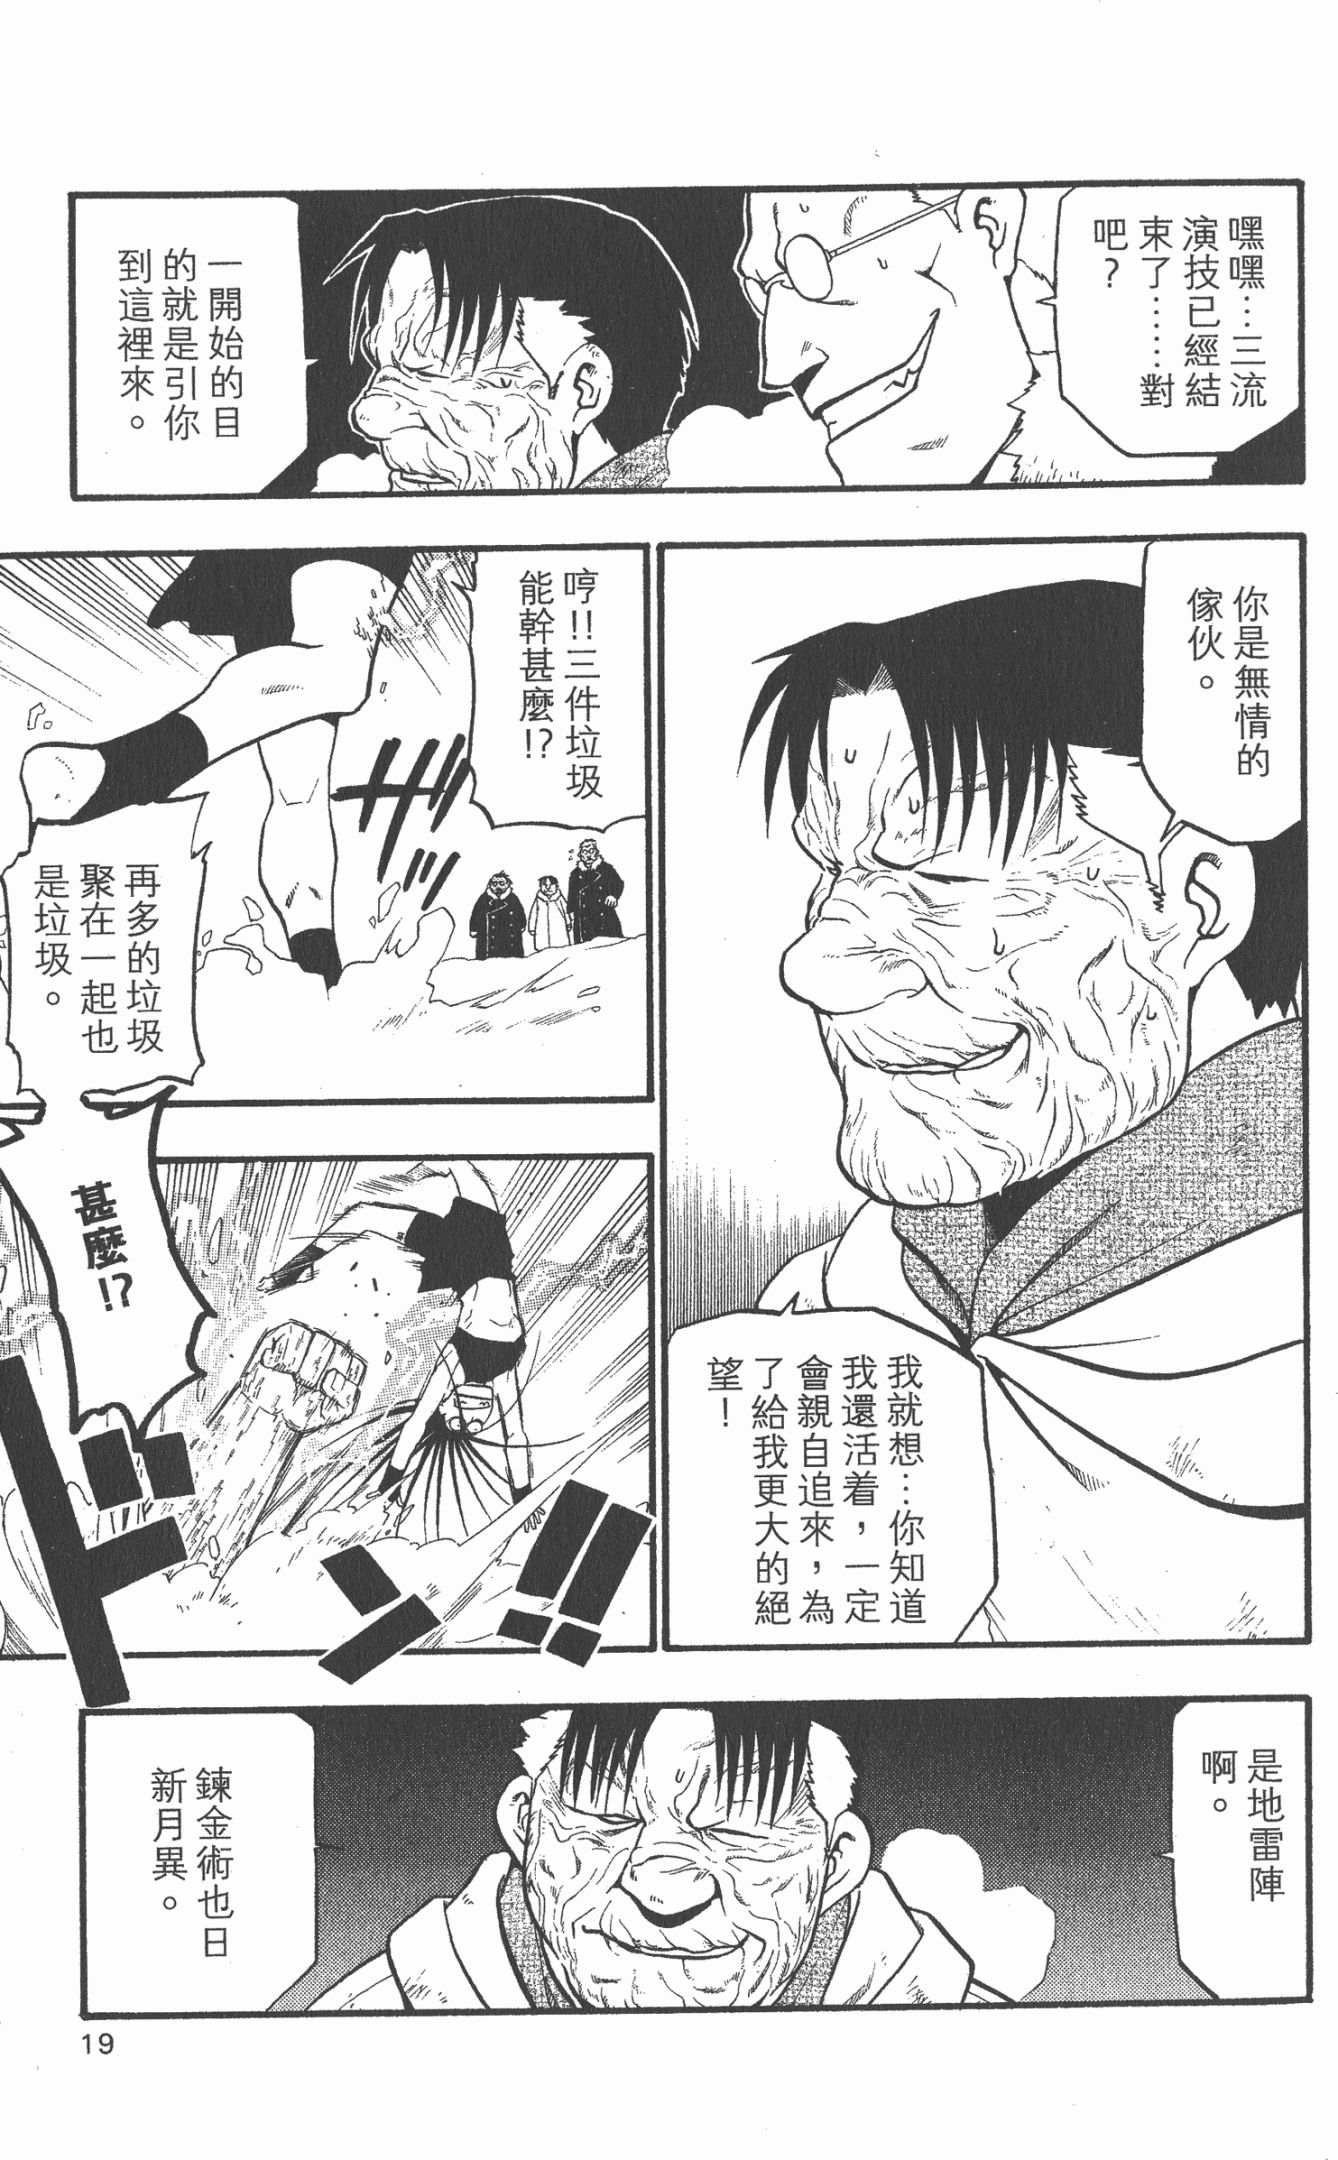 嘿嘿…三流
演技已經結
束了……對
吧？
一開始的目
的就是引你
到這裡來。
你是無情的
傢伙。
我就想…你知道
我還活着，一定
會親自追來，為
了給我更大的絕
望！
哼!!三件垃圾
能幹甚麼!?
再多的垃圾
聚在一起也
是垃圾。
甚麼!?
ド
!!
是地雷陣
啊。
鍊金術也日
新月異。
19